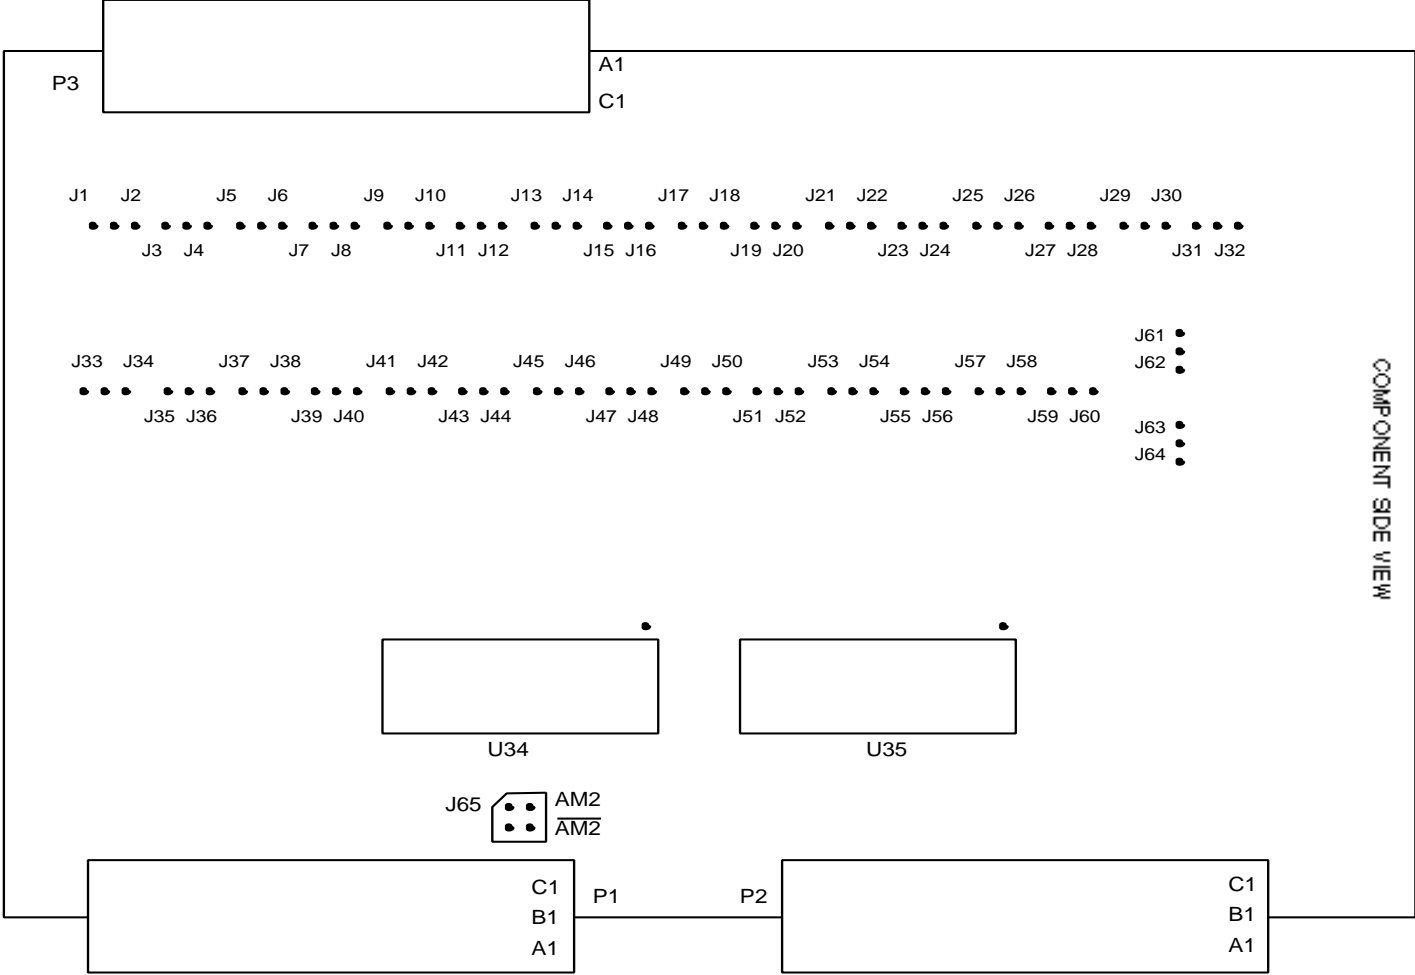 P3
A1
C1
J1 J2 J5 J6 J9 J10 J13 J14 J17 J18 J21 J22 J25 J26 J29 J30
J3 J4 J7 J8 J11 J12 J15 J16 J19 J20 J23 J24 J27 J28 J31 J32
J61
J62
J33 J34 J37 J38 J41 J42 J45 J46 J49 J50 J53 J54 J57 J58
J35 J36 J39 J40 J43 J44 J47 J48 J51 J52 J55 J56 J59 J60
J63
J64
COMPONENT SIDE VIEW
U34 U35
J65 AM2
A̅M̅2̅
C1
B1
A1
P1 P2
C1
B1
A1